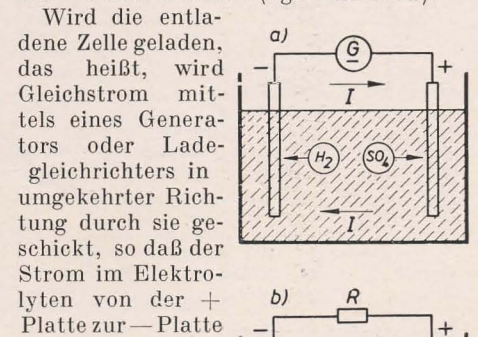 Wird die entla-
dene Zelle geladen,
das heißt, wird
Gleichstrom mit-
tels eines Genera-
tors oder Lade-
gleichrichters in
umgekehrter Rich-
tung durch sie ge-
schickt, so daß der
Strom im Elektro-
lyten von der +
Platte zur — Platte
a)
G
− +
I
H2 SO4
I
b) R
− +